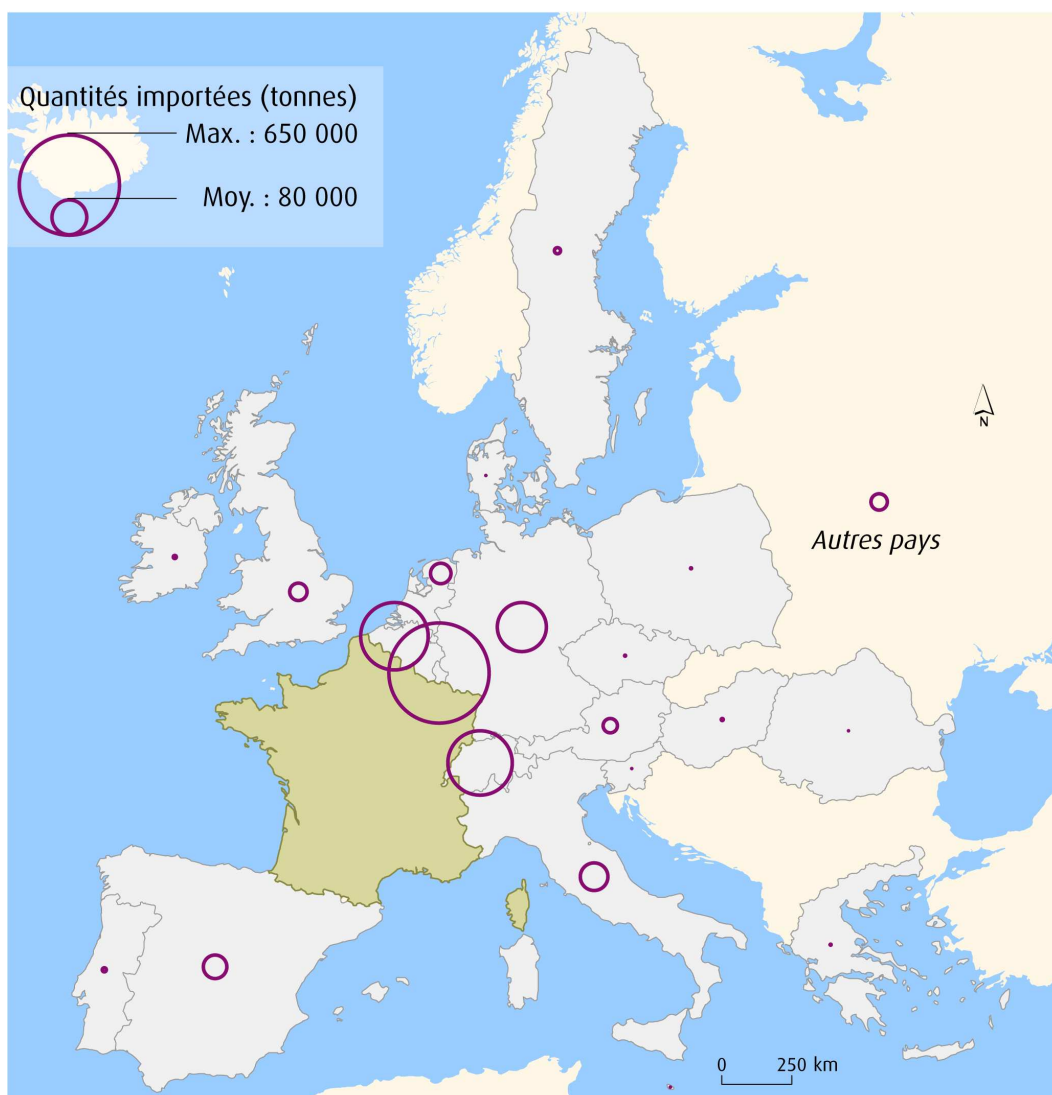 Quantités importées (tonnes)
Max. : 650 000
Moy. : 80 000
N
Autres pays
0 250 km